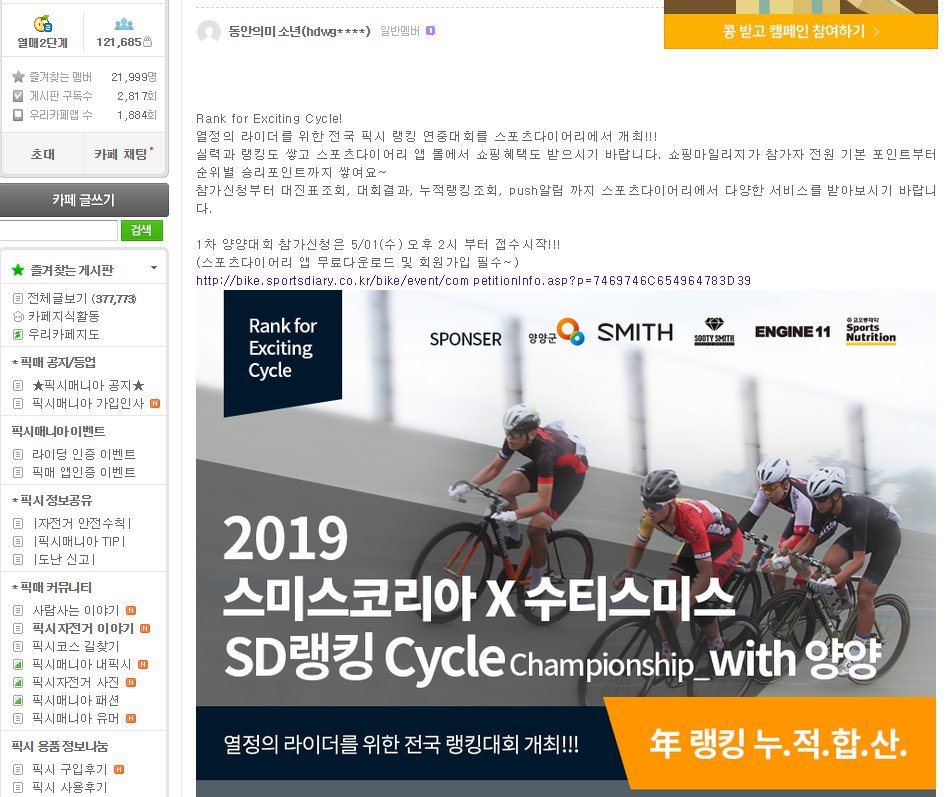 열매2단계
121,685
즐겨찾는 멤버 21,999명
게시판 구독수 2,817회
우리카페앱 수 1,884회
초대 카페 채팅
카페 글쓰기
검색
즐겨찾는 게시판
전체글보기 (377,773)
카페지식활동
우리카페지도
* 픽매 공지/등업
★픽시매니아 공지★
픽시매니아 가입인사 N
픽시매니아 이벤트
라이딩 인증 이벤트
픽매 앱인증 이벤트
* 픽시 정보공유
|자전거 안전수칙|
|픽시매니아 TIP|
|도난 신고|
* 픽매 커뮤니티
사람사는 이야기 N
픽시자전거 이야기 N
픽시코스 길찾기
픽시매니아 내픽시 N
픽시자전거 사진 N
픽시매니아 패션
픽시매니아 유머 N
픽시 용품 정보나눔
픽시 구입후기 N
픽시 사용후기
동안의미소년(hdwg****) 일반멤버 1
콩 받고 캠페인 참여하기 >
Rank for Exciting Cycle!
열정의 라이더를 위한 전국 픽시 랭킹 연중대회를 스포츠다이어리에서 개최!!!
실력과 랭킹도 쌓고 스포츠다이어리 앱 몰에서 쇼핑혜택도 받으시기 바랍니다. 쇼핑마일리지가 참가자 전원 기본 포인트부터
순위별 승리포인트까지 쌓여요~
참가신청부터 대진표조회, 대회결과, 누적랭킹조회, push알림 까지 스포츠다이어리에서 다양한 서비스를 받아보시기 바랍니
다.
1차 양양대회 참가신청은 5/01(수) 오후 2시 부터 접수시작!!!
(스포츠다이어리 앱 무료다운로드 및 회원가입 필수~)
http://bike.sportsdiary.co.kr/bike/event/competitionInfo.asp?p=7469746C654964783D39
Rank for
Exciting
Cycle
SPONSER 양양군 SMITH SOOTY SMITH ENGINE 11 코오롱제약 Sports Nutrition
2019
스미스코리아 X 수티스미스
SD랭킹 Cycle Championship_with 양양
열정의 라이더를 위한 전국 랭킹대회 개최!!!
年 랭킹 누.적.합.산.